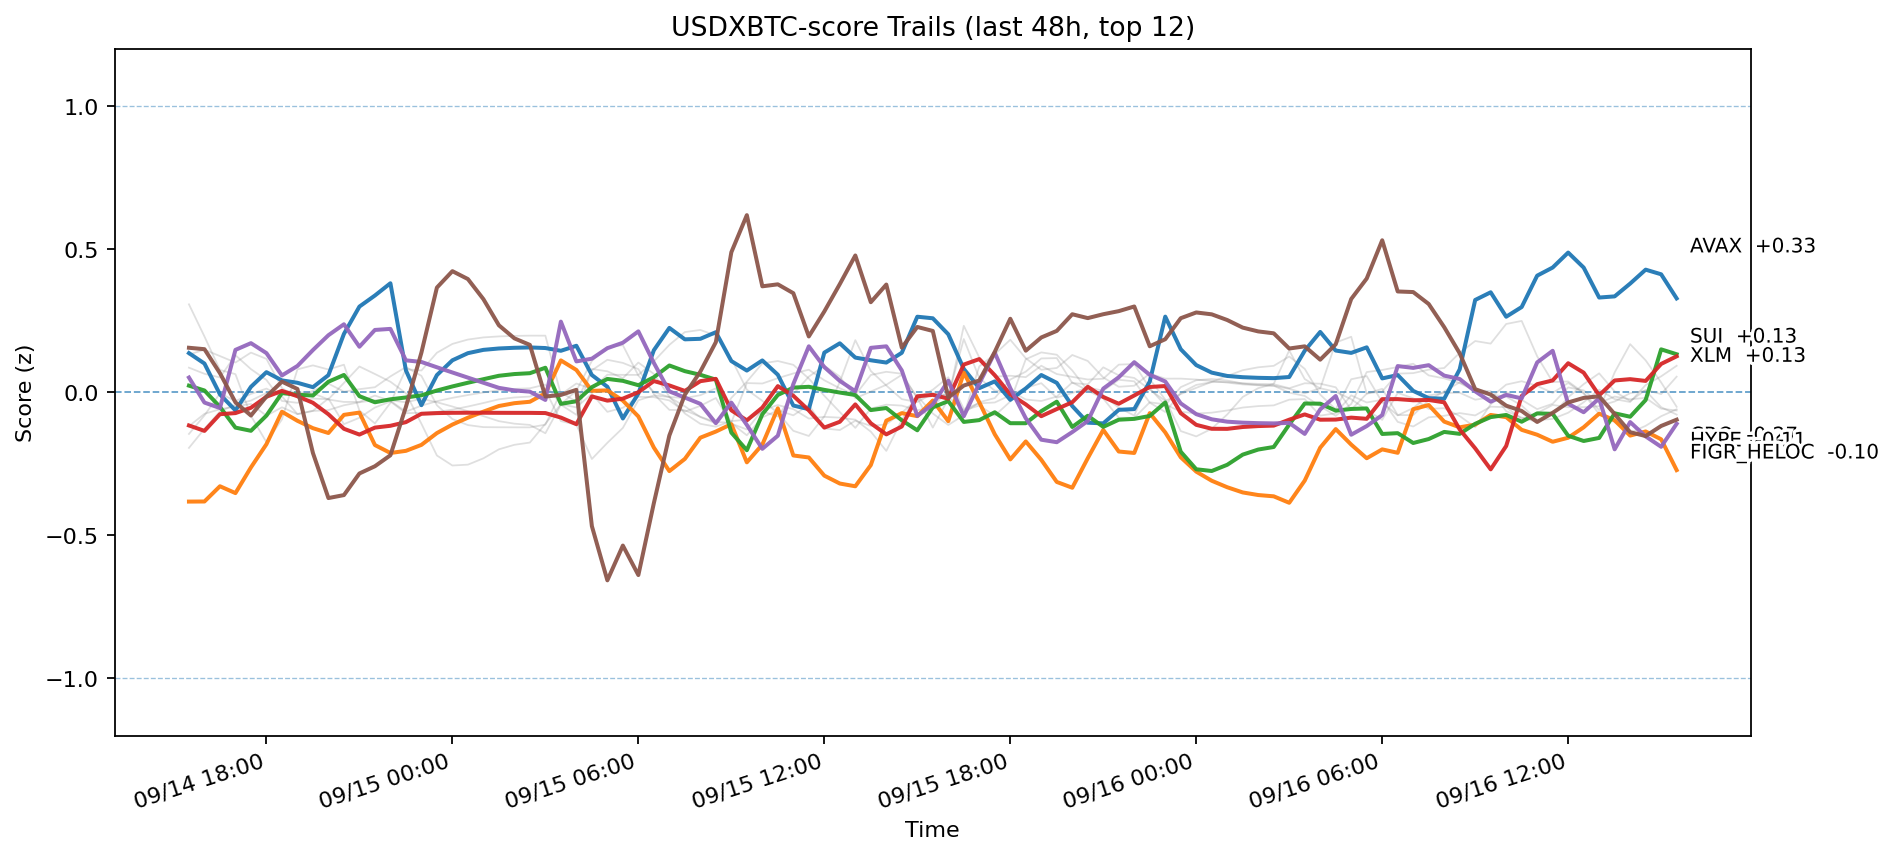 USDXBTC-score Trails (last 48h, top 12)
Score (z)
1.0
0.5
0.0
−0.5
−1.0
AVAX +0.33
SUI +0.13
XLM +0.13
FIGR_HELOC -0.10
09/14 18:00
09/15 00:00
09/15 06:00
09/15 12:00
09/15 18:00
09/16 00:00
09/16 06:00
09/16 12:00
Time